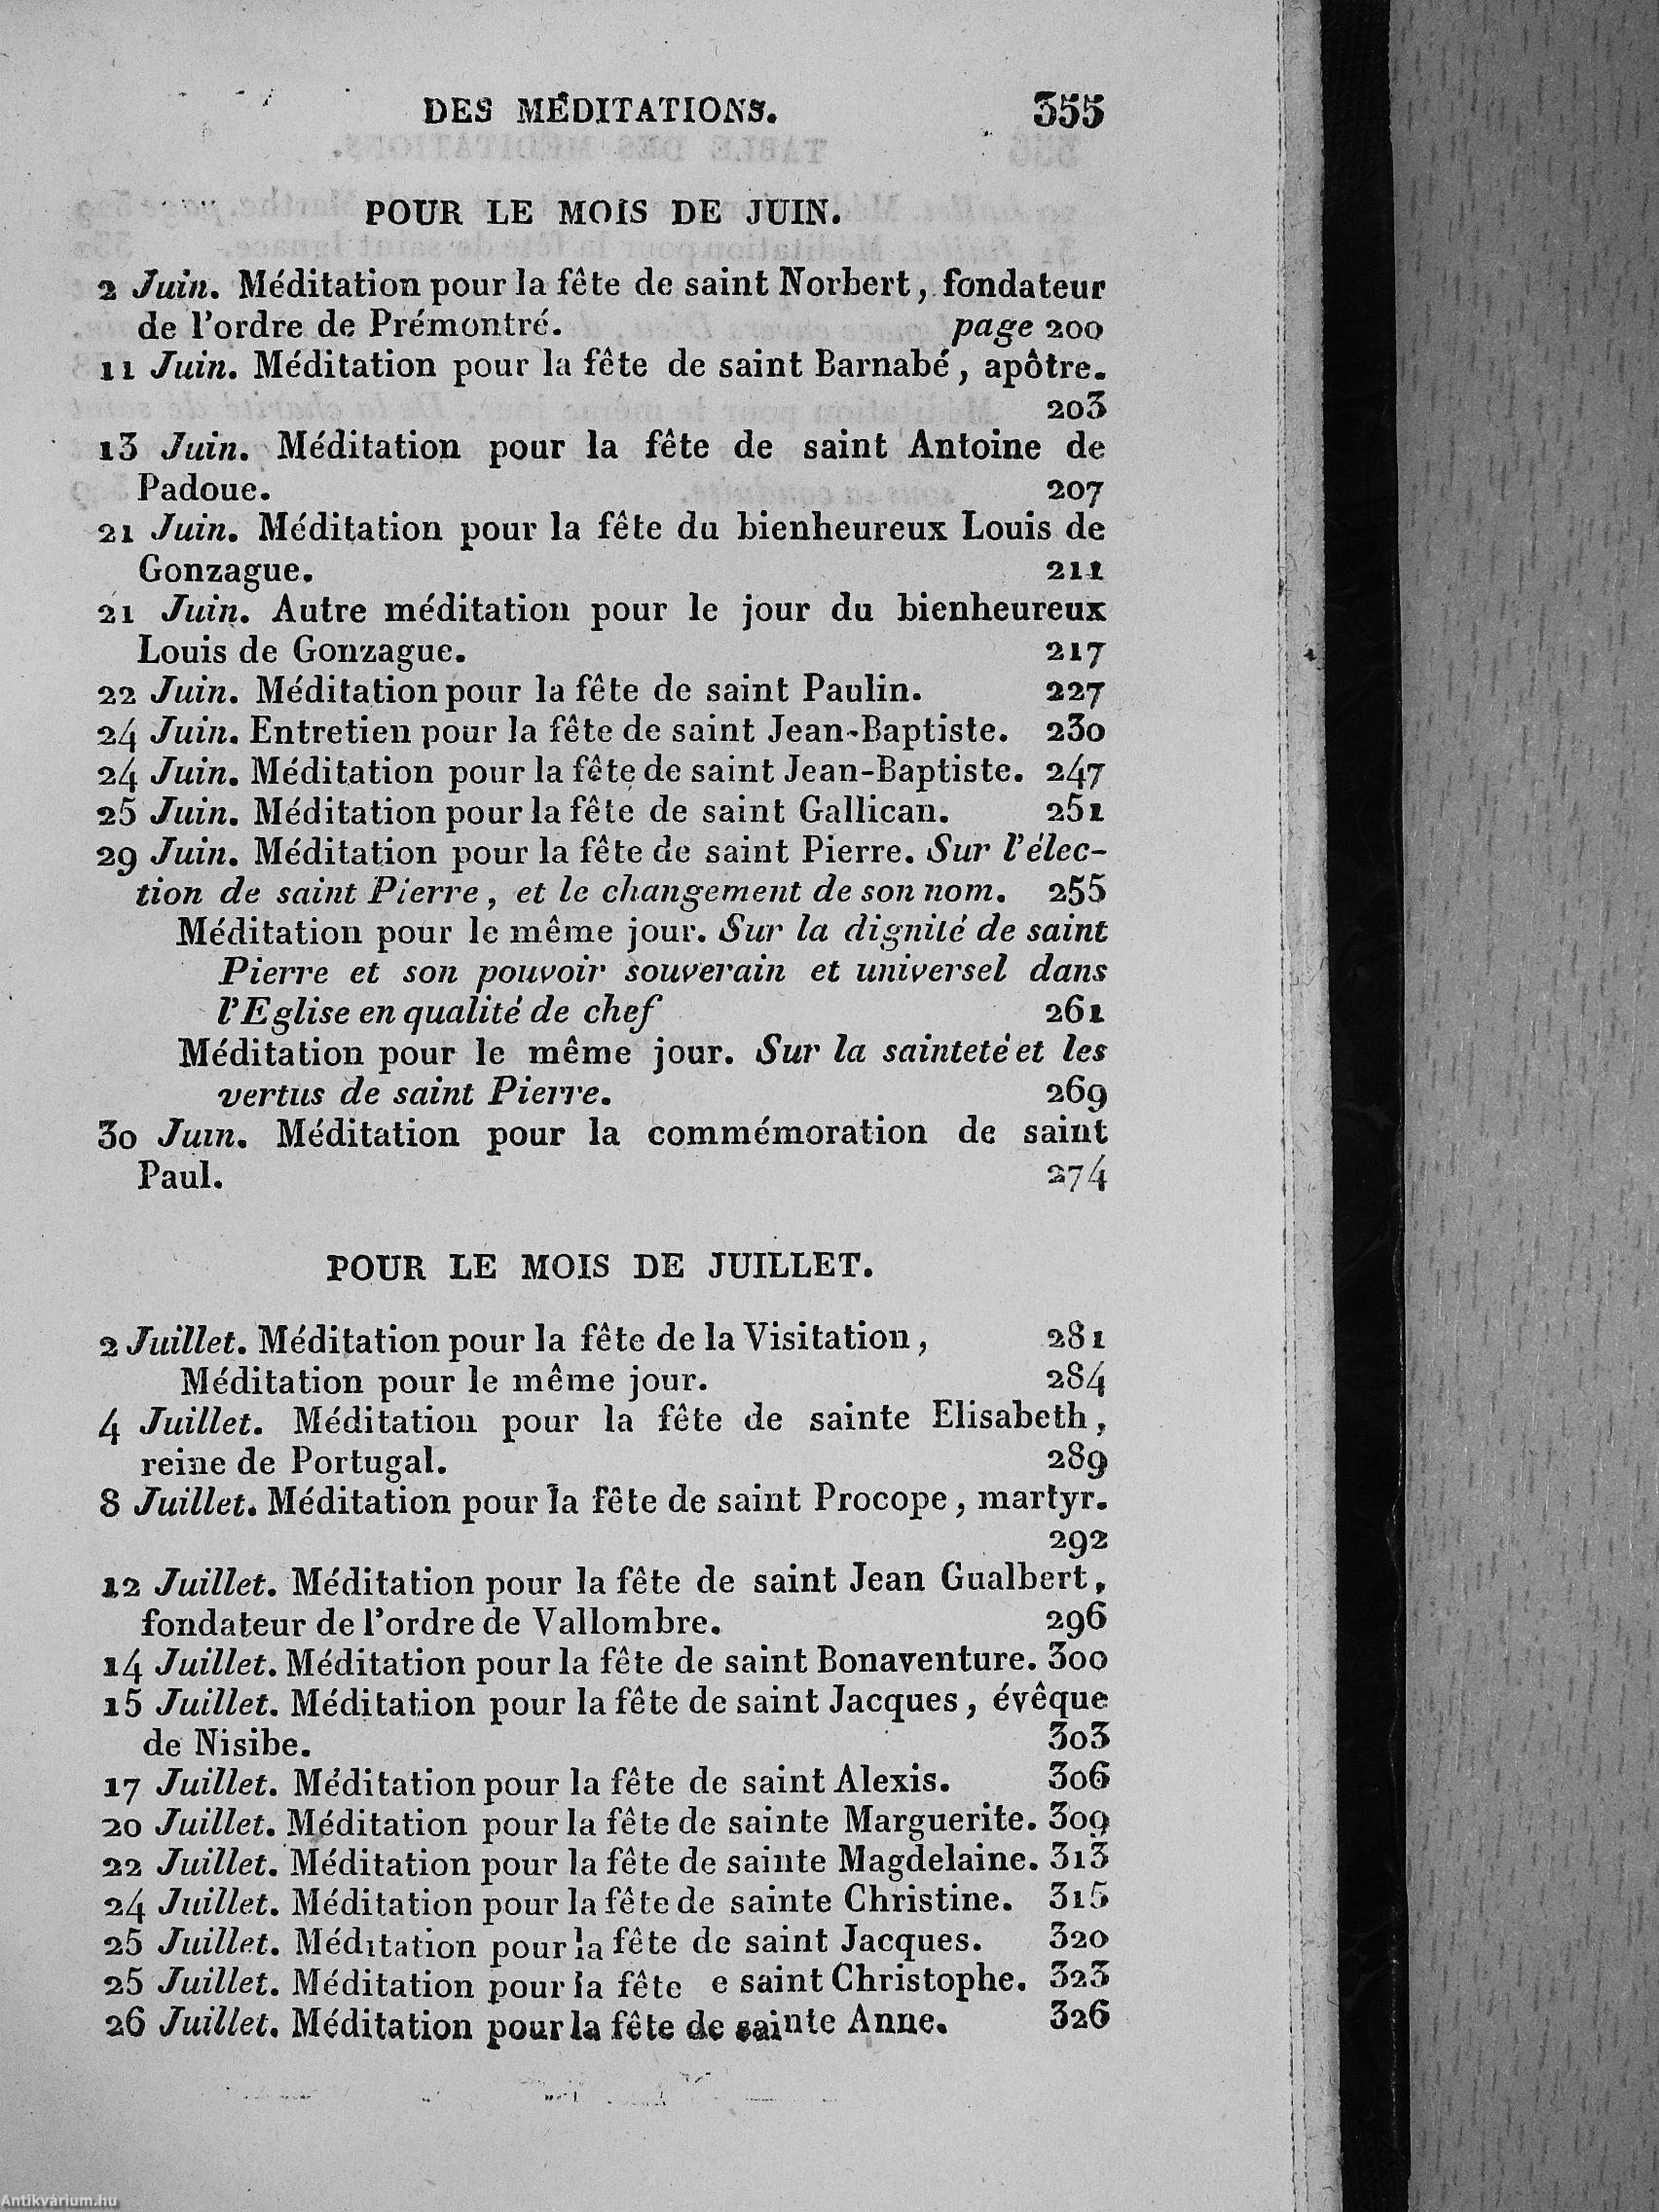 DES MÉDITATIONS. 355
POUR LE MOIS DE JUIN.
2 Juin. Méditation pour la fête de saint Norbert, fondateur
de l'ordre de Prémontré. page 200
11 Juin. Méditation pour la fête de saint Barnabé, apôtre.
203
13 Juin. Méditation pour la fête de saint Antoine de
Padoue. 207
21 Juin. Méditation pour la fête du bienheureux Louis de
Gonzague. 211
21 Juin. Autre méditation pour le jour du bienheureux
Louis de Gonzague. 217
22 Juin. Méditation pour la fête de saint Paulin. 227
24 Juin. Entretien pour la fête de saint Jean-Baptiste. 230
24 Juin. Méditation pour la fête de saint Jean-Baptiste. 247
25 Juin. Méditation pour la fête de saint Gallican. 251
29 Juin. Méditation pour la fête de saint Pierre. Sur l'élec-
tion de saint Pierre, et le changement de son nom. 255
Méditation pour le même jour. Sur la dignité de saint
Pierre et son pouvoir souverain et universel dans
l'Eglise en qualité de chef 261
Méditation pour le même jour. Sur la sainteté et les
vertus de saint Pierre. 269
30 Juin. Méditation pour la commémoration de saint
Paul. 274
POUR LE MOIS DE JUILLET.
2 Juillet. Méditation pour la fête de la Visitation, 281
Méditation pour le même jour. 284
4 Juillet. Méditation pour la fête de sainte Elisabeth,
reine de Portugal. 289
8 Juillet. Méditation pour la fête de saint Procope, martyr.
292
12 Juillet. Méditation pour la fête de saint Jean Gualbert,
fondateur de l'ordre de Vallombre. 296
14 Juillet. Méditation pour la fête de saint Bonaventure. 300
15 Juillet. Méditation pour la fête de saint Jacques, évêque
de Nisibe. 303
17 Juillet. Méditation pour la fête de saint Alexis. 306
20 Juillet. Méditation pour la fête de sainte Marguerite. 309
22 Juillet. Méditation pour la fête de sainte Magdelaine. 313
24 Juillet. Méditation pour la fête de sainte Christine. 315
25 Juillet. Méditation pour la fête de saint Jacques. 320
25 Juillet. Méditation pour la fête e saint Christophe. 323
26 Juillet. Méditation pour la fête de sainte Anne. 326
Antikvárium.hu